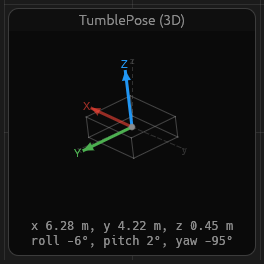 TumblePose (3D)
Z
z
X
Y
y
x 6.28 m, y 4.22 m, z 0.45 m
roll -6°, pitch 2°, yaw -95°